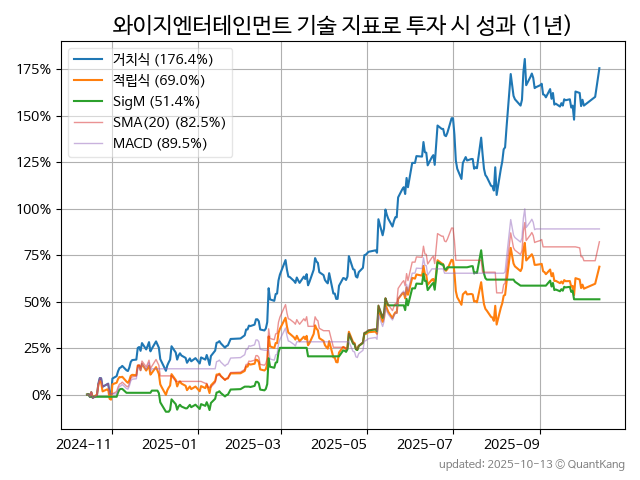 와이지엔터테인먼트 기술 지표로 투자 시 성과 (1년)
거치식 (176.4%)
적립식 (69.0%)
SigM (51.4%)
SMA(20) (82.5%)
MACD (89.5%)
175%
150%
125%
100%
75%
50%
25%
0%
2024-11 2025-01 2025-03 2025-05 2025-07 2025-09
updated: 2025-10-13 © QuantKang